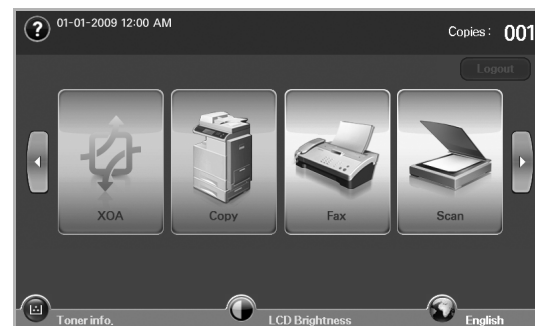 ? 01-01-2009 12:00 AM
Copies : 001
Logout
XOA Copy Fax Scan
Toner info. LCD Brightness English